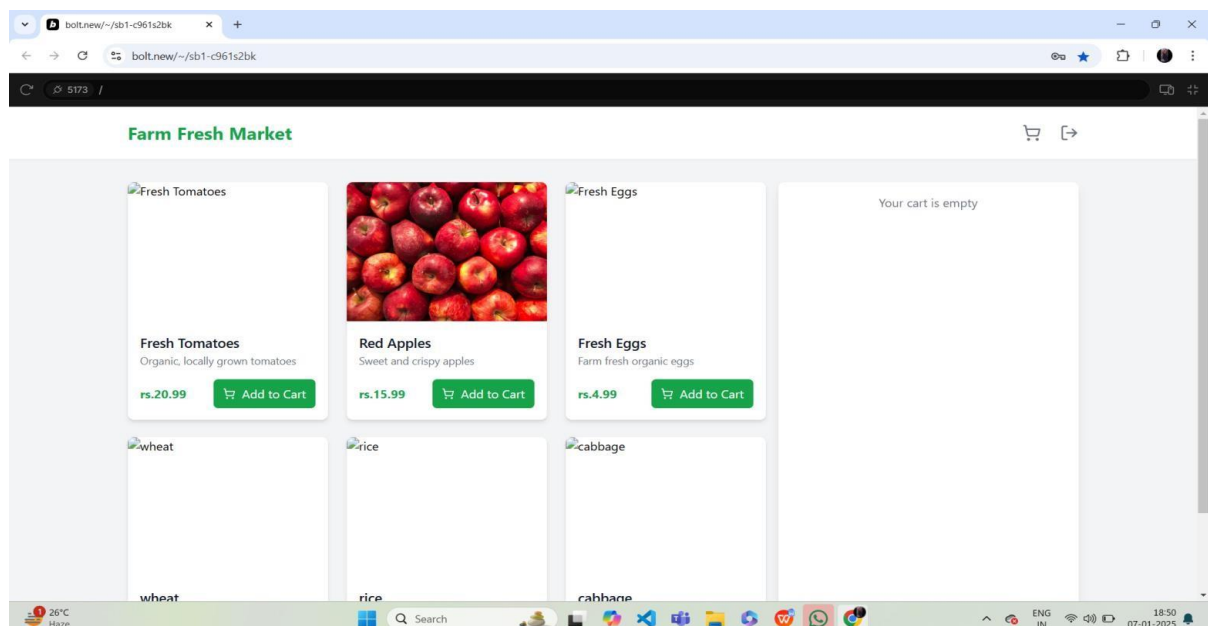 bolt.new/~/sb1-c961s2bk
bolt.new/~/sb1-c961s2bk
5173 /
Farm Fresh Market
Fresh Tomatoes
Fresh Eggs
Your cart is empty
Fresh Tomatoes
Organic, locally grown tomatoes
rs.20.99
Add to Cart
Red Apples
Sweet and crispy apples
rs.15.99
Add to Cart
Fresh Eggs
Farm fresh organic eggs
rs.4.99
Add to Cart
wheat
rice
cabbage
wheat
rice
cabbage
1
26°C
Haze
Search
ENG
IN
18:50
07-01-2025